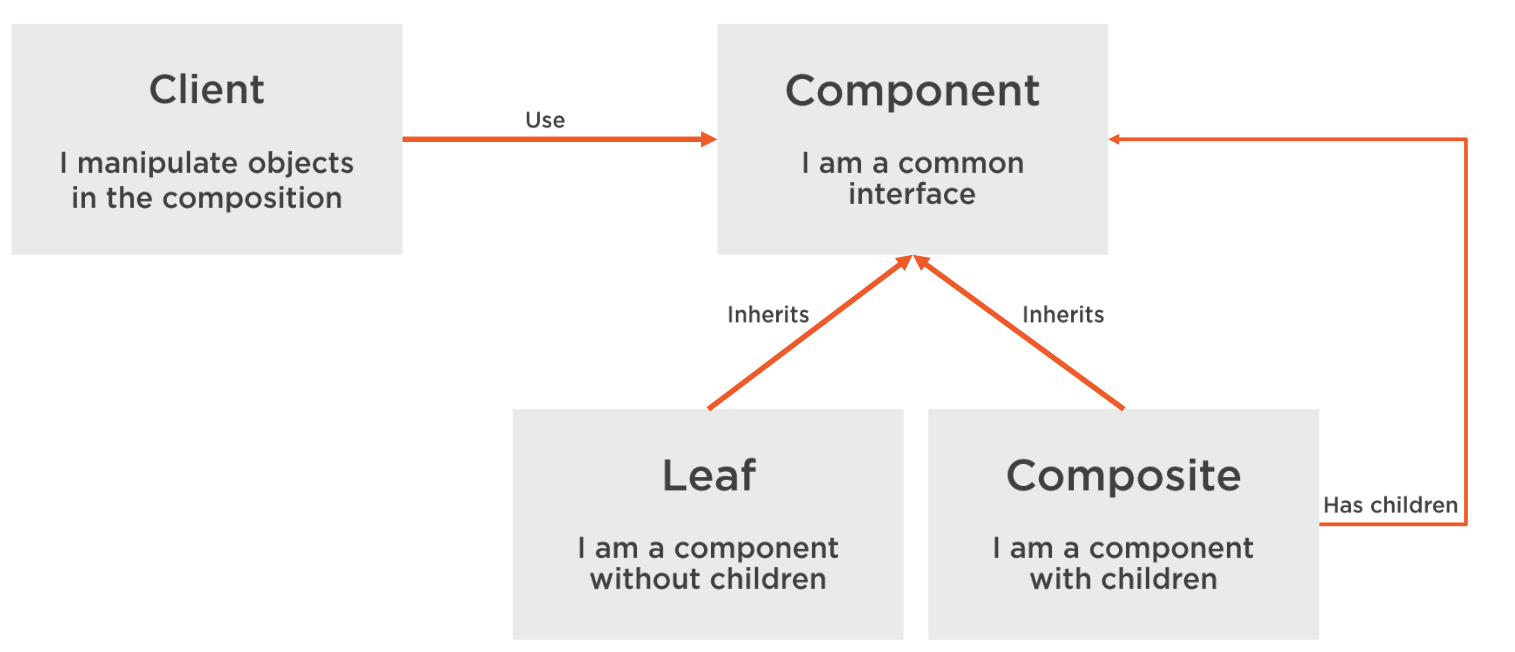 Client
I manipulate objects
in the composition
Use
Component
I am a common
interface
Inherits
Inherits
Leaf
I am a component
without children
Composite
I am a component
with children
Has children